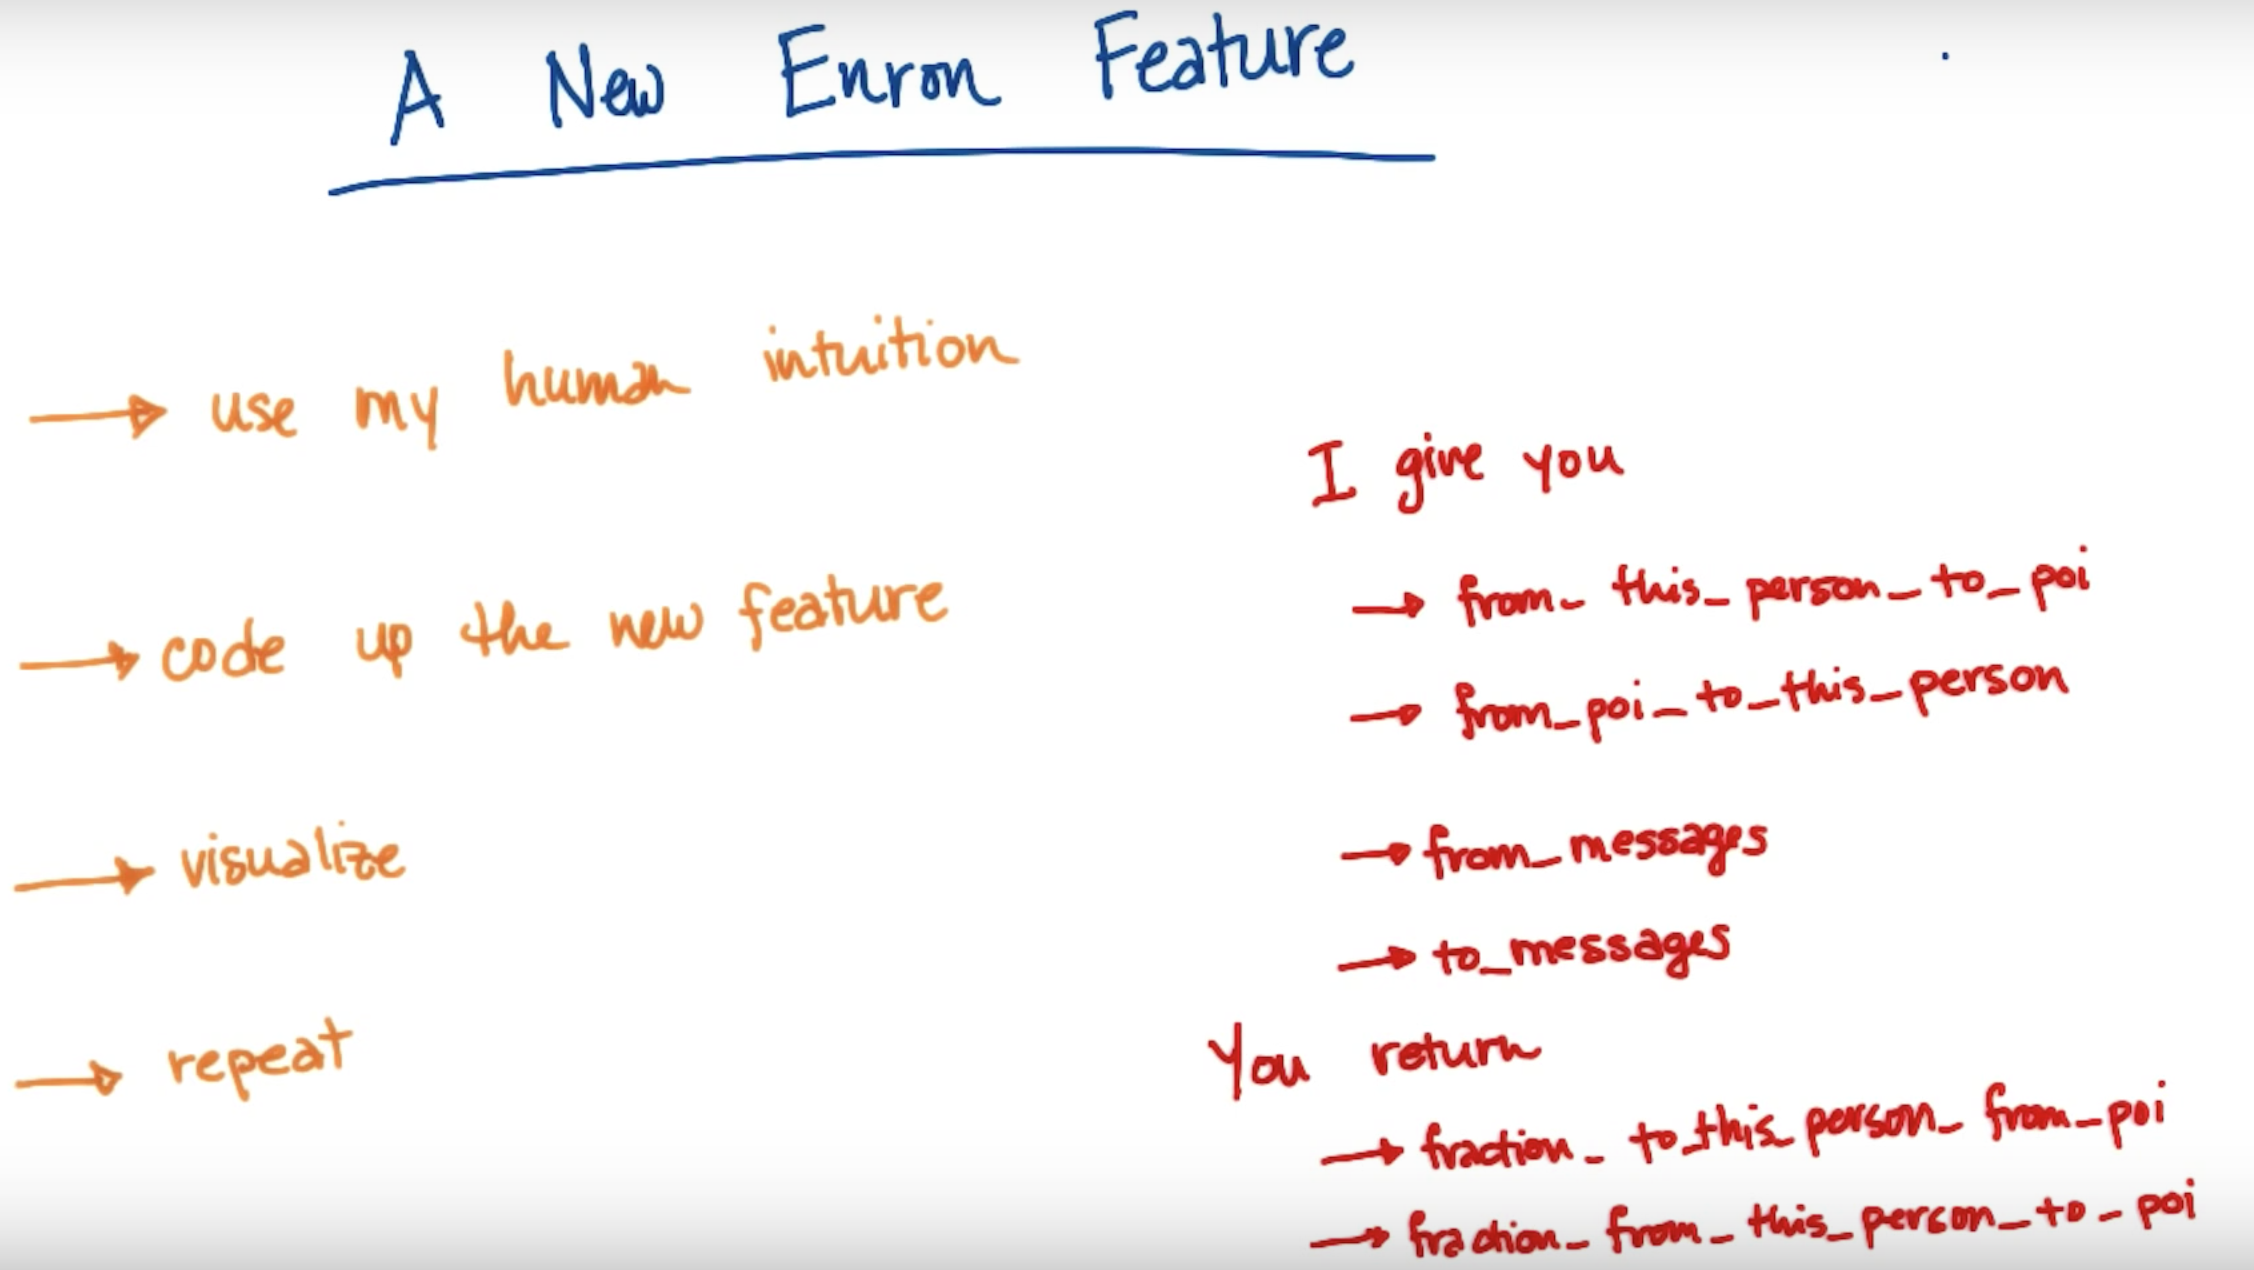 A New Enron Feature
use my human intuition
code up the new feature
visualize
repeat
I give you
from_this_person_to_poi
from_poi_to_this_person
from_messages
to_messages
You return
fraction_to_this_person_from_poi
fraction_from_this_person_to_poi